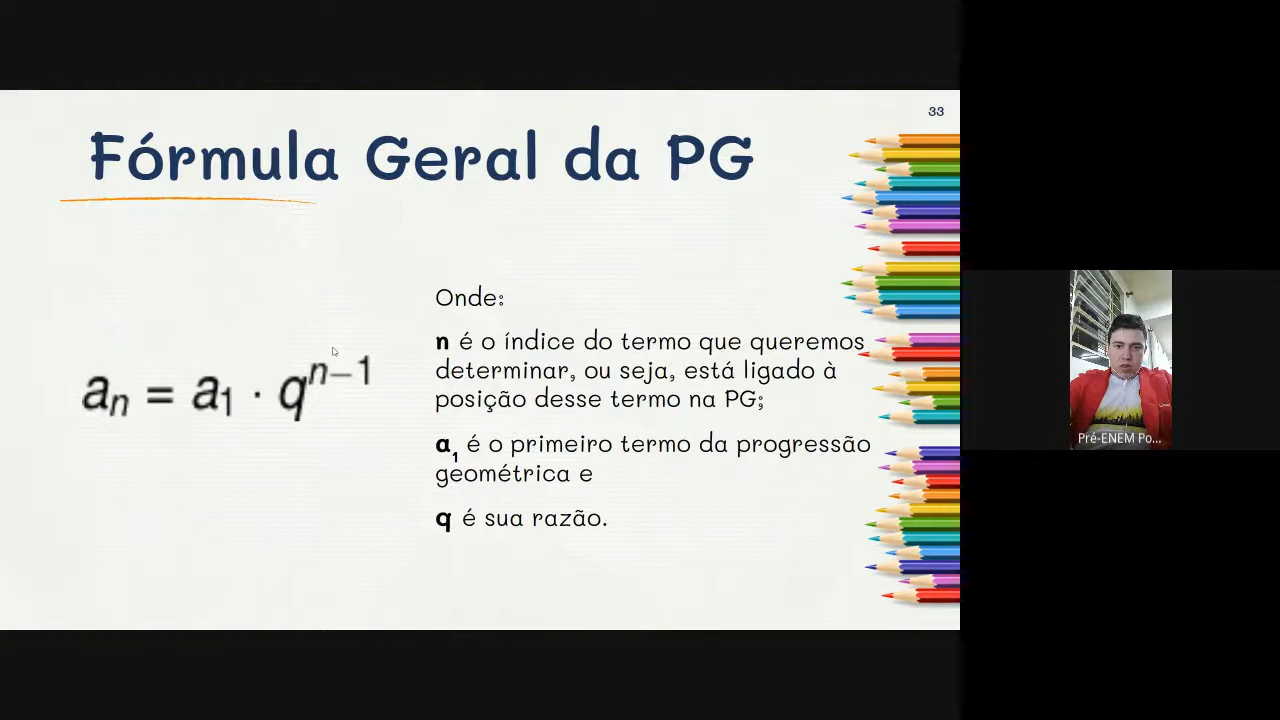 33
Fórmula Geral da PG
Onde:
n é o índice do termo que queremos
determinar, ou seja, está ligado à
posição desse termo na PG;
aₙ = a₁ · qⁿ⁻¹
a₁ é o primeiro termo da progressão
geométrica e
q é sua razão.
Pré-ENEM Po...